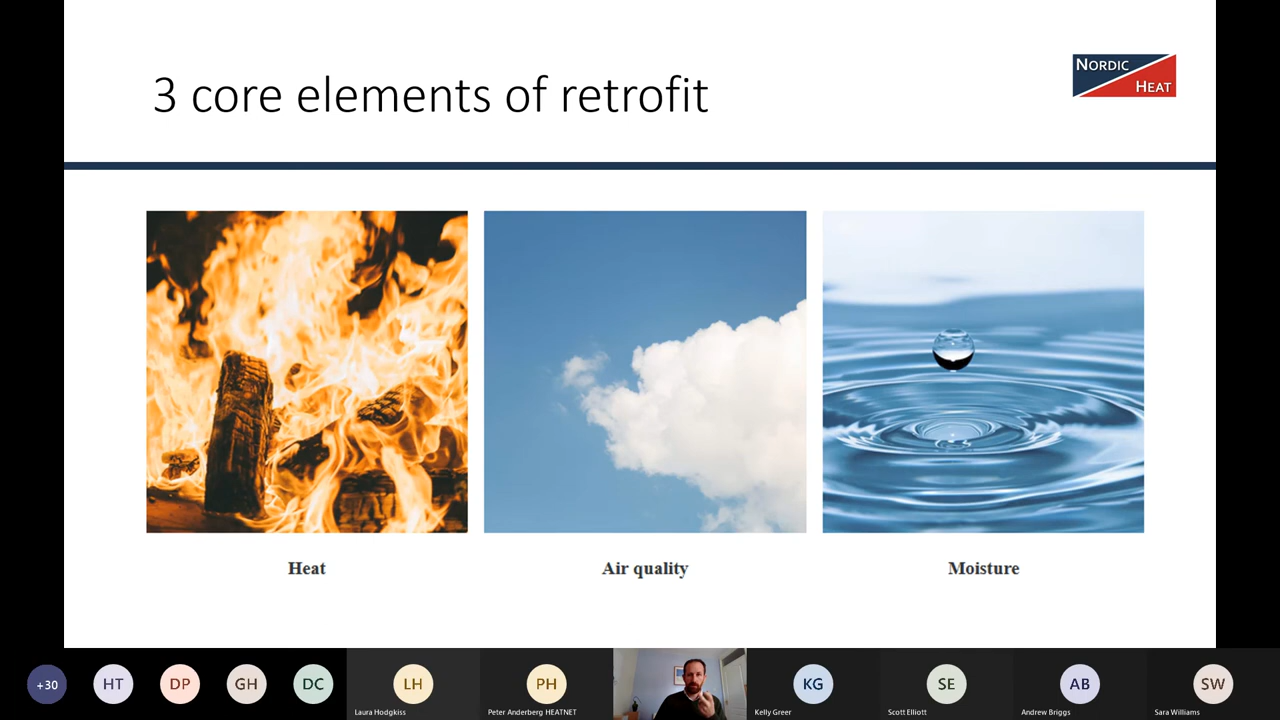 3 core elements of retrofit
NORDIC
HEAT
Heat
Air quality
Moisture
+30
HT
DP
GH
DC
LH
PH
KG
SE
AB
SW
Laura Hodgkiss
Peter Anderberg HEATNET
Kelly Greer
Scott Elliott
Andrew Briggs
Sara Williams